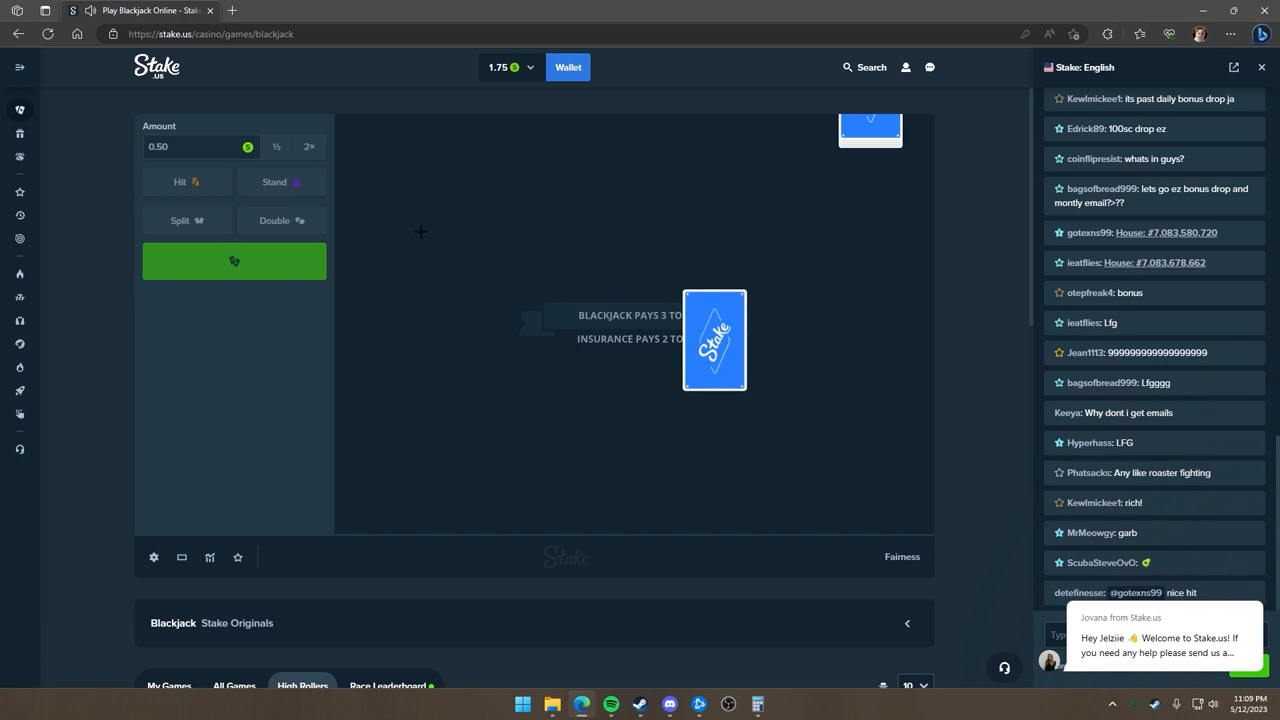 Play Blackjack Online - Stak
https://stake.us/casino/games/blackjack
Stake
.US
1.75
Wallet
Search
Stake: English
Amount
0.50
½
2×
Hit
Stand
Split
Double
BLACKJACK PAYS 3 TO
INSURANCE PAYS 2 TO
Stake
Stake
Fairness
Blackjack Stake Originals
My Games
All Games
High Rollers
Race Leaderboard
10
Kewlmickee1: its past daily bonus drop ja
Edrick89: 100sc drop ez
coinflipresist: whats in guys?
bagsofbread999: lets go ez bonus drop and
montly email?>??
gotexns99: House: #7,083,580,720
ieatflies: House: #7,083,678,662
otepfreak4: bonus
ieatflies: Lfg
Jean1113: 9999999999999999999
bagsofbread999: Lfgggg
Keeya: Why dont i get emails
Hyperhass: LFG
Phatsacks: Any like roaster fighting
Kewlmickee1: rich!
MrMeowgy: garb
ScubaSteveOvO:
detefinesse: @gotexns99 nice hit
Jovana from Stake.us
Hey Jelziie 👋 Welcome to Stake.us! If
you need any help please send us a...
11:09 PM
5/12/2023